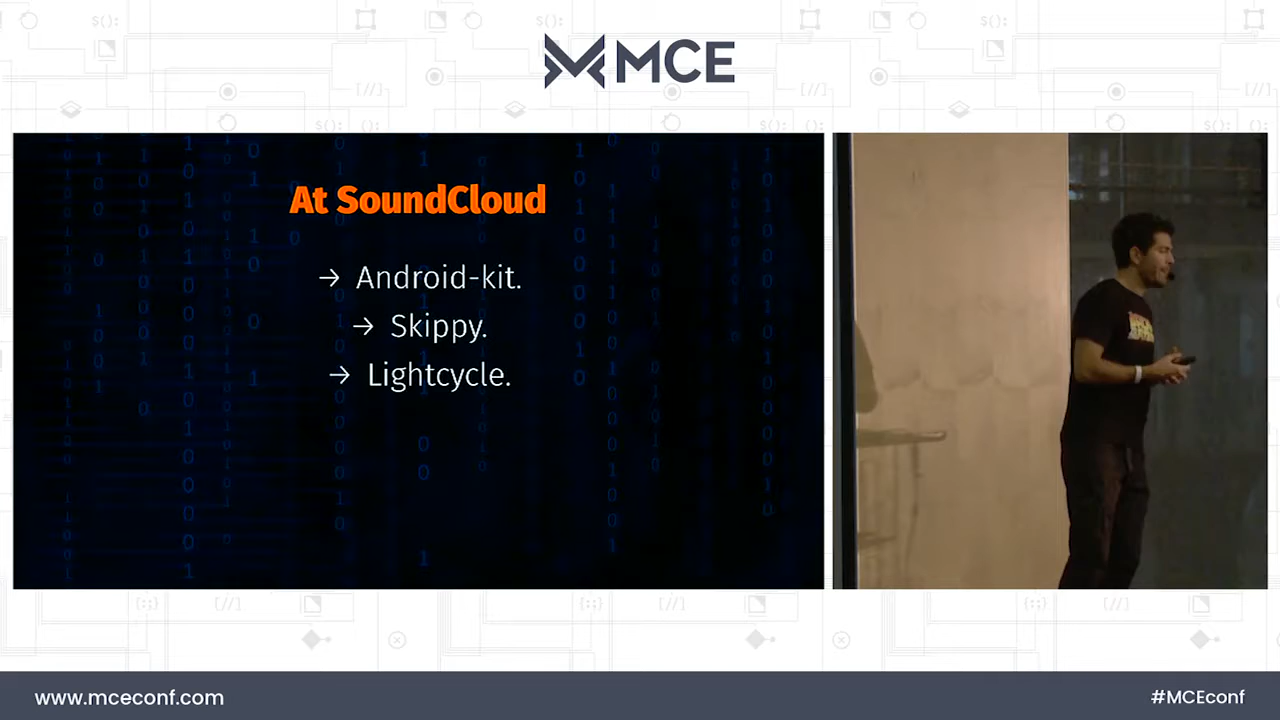 MCE
At SoundCloud
→ Android-kit.
→ Skippy.
→ Lightcycle.
www.mceconf.com
#MCEconf